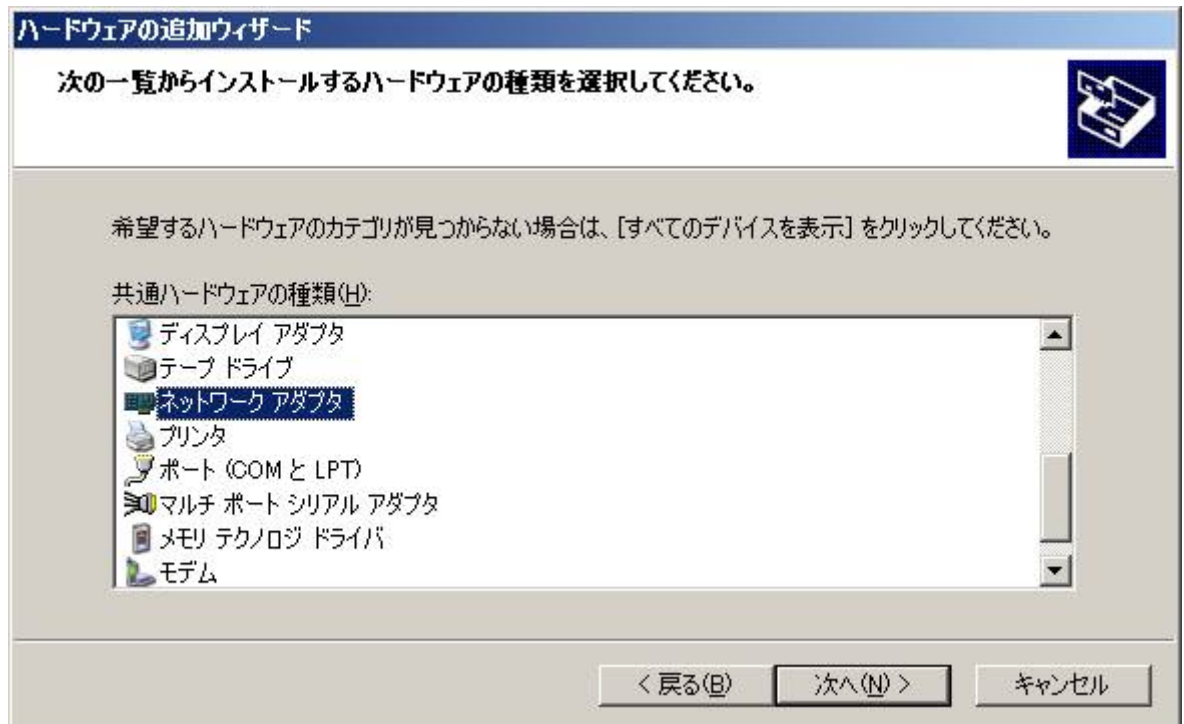 ハードウェアの追加ウィザード
次の一覧からインストールするハードウェアの種類を選択してください。
希望するハードウェアのカテゴリが見つからない場合は、[すべてのデバイスを表示] をクリックしてください。
共通ハードウェアの種類(H):
ディスプレイ アダプタ
テープ ドライブ
ネットワーク アダプタ
プリンタ
ポート (COM と LPT)
マルチ ポート シリアル アダプタ
メモリ テクノロジ ドライバ
モデム
< 戻る(B) 次へ(N) > キャンセル